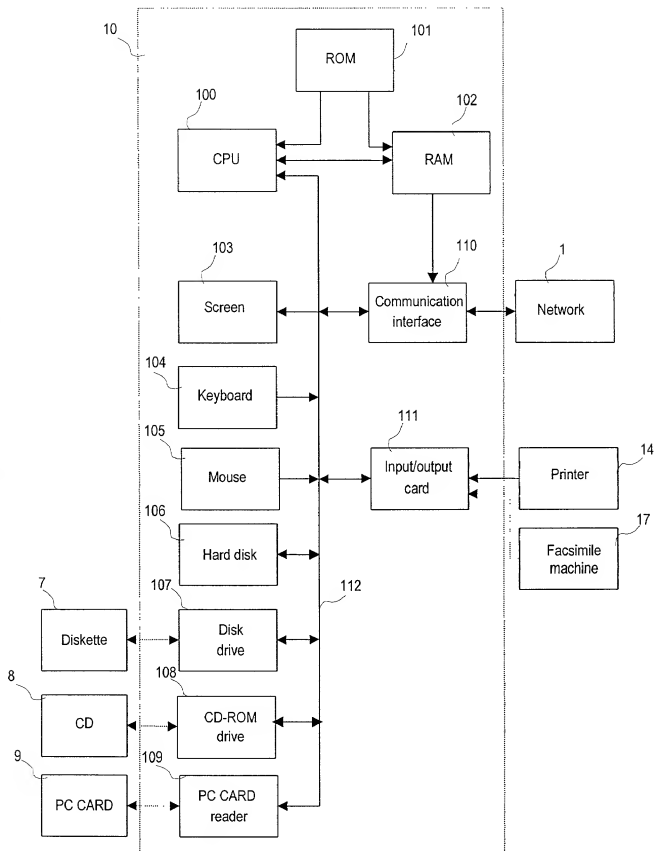 10
101
ROM
100
102
CPU
RAM
103
110
1
Screen
Communication
interface
Network
104
Keyboard
105
111
Mouse
Input/output
card
Printer
14
106
Hard disk
17
Facsimile
machine
7
107
112
Diskette
Disk
drive
8
108
CD
CD-ROM
drive
9
109
PC CARD
PC CARD
reader